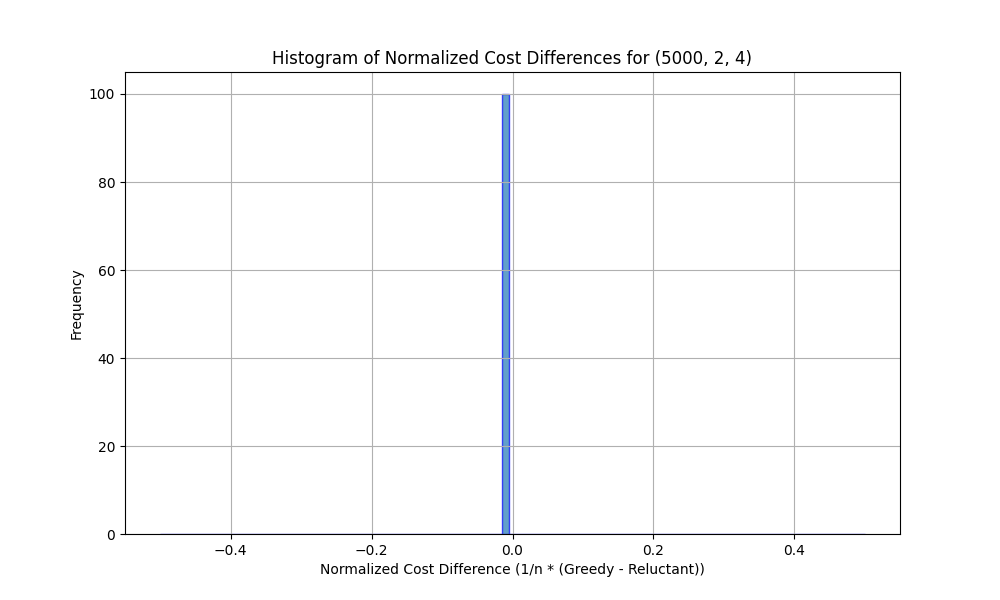 Histogram of Normalized Cost Differences for (5000, 2, 4)
100
80
60
40
20
0
Frequency
−0.4 −0.2 0.0 0.2 0.4
Normalized Cost Difference (1/n * (Greedy - Reluctant))